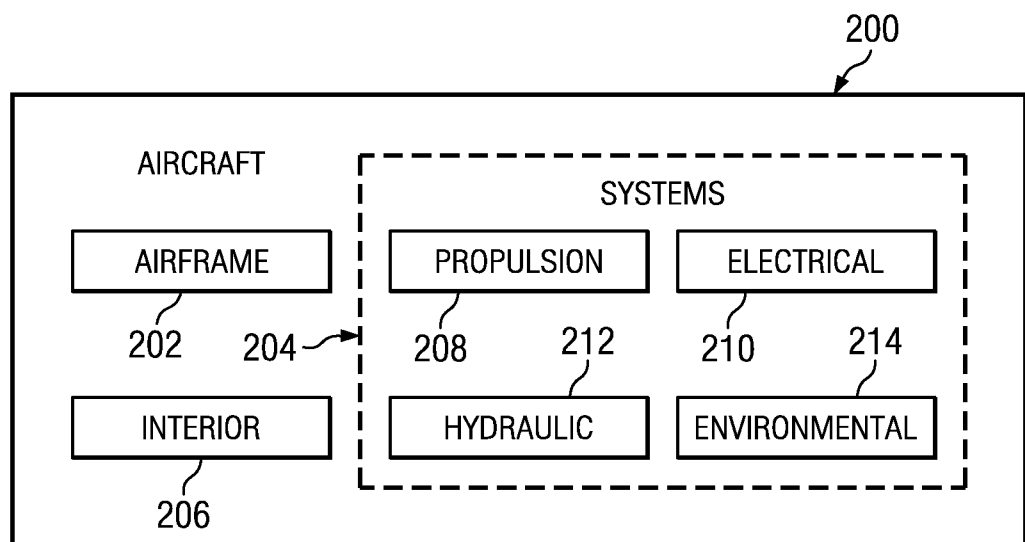 200
AIRCRAFT
SYSTEMS
AIRFRAME
PROPULSION
ELECTRICAL
202
204
208
212
210
214
INTERIOR
HYDRAULIC
ENVIRONMENTAL
206